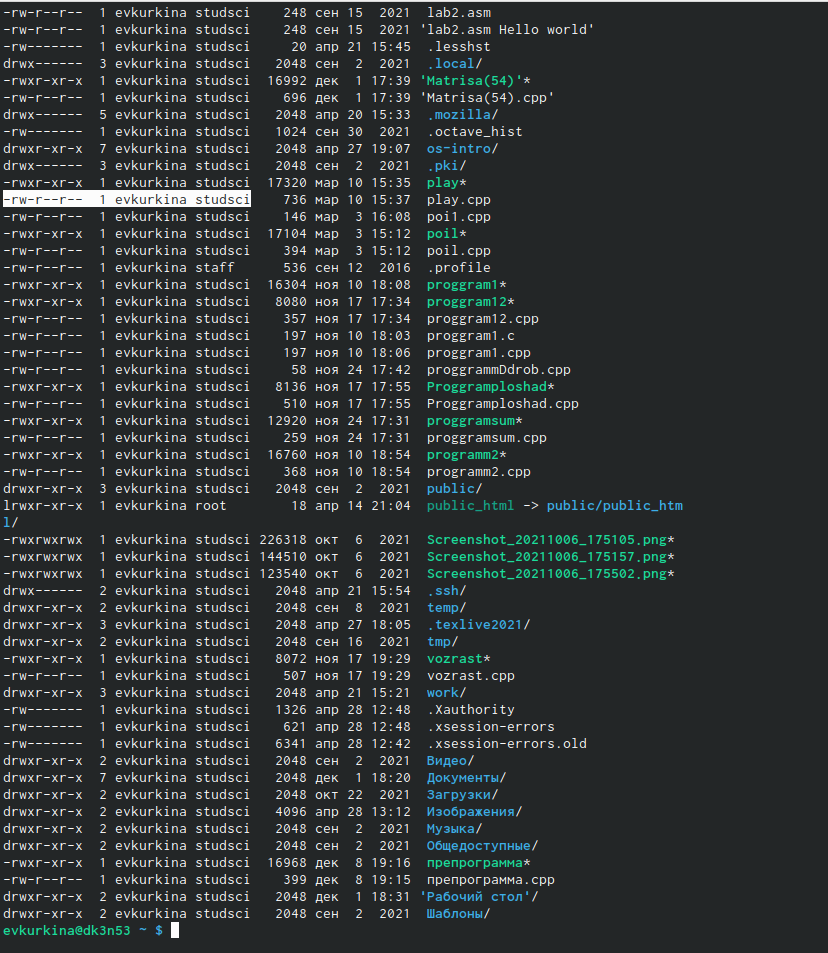 -rw-r--r--  1 evkurkina studsci    248 сен 15  2021  lab2.asm
-rw-r--r--  1 evkurkina studsci    248 сен 15  2021 'lab2.asm Hello world'
-rw-------  1 evkurkina studsci     20 апр 21 15:45  .lesshst
drwx------  3 evkurkina studsci   2048 сен  2  2021  .local/
-rwxr-xr-x  1 evkurkina studsci  16992 дек  1 17:39 'Matrisa(54)'*
-rw-r--r--  1 evkurkina studsci    696 дек  1 17:39 'Matrisa(54).cpp'
drwx------  5 evkurkina studsci   2048 апр 20 15:33  .mozilla/
-rw-------  1 evkurkina studsci   1024 сен 30  2021  .octave_hist
drwxr-xr-x  7 evkurkina studsci   2048 апр 27 19:07  os-intro/
drwx------  3 evkurkina studsci   2048 сен  2  2021  .pki/
-rwxr-xr-x  1 evkurkina studsci  17320 мар 10 15:35  play*
-rw-r--r--  1 evkurkina studsci    736 мар 10 15:37  play.cpp
-rw-r--r--  1 evkurkina studsci    146 мар  3 16:08  poi1.cpp
-rwxr-xr-x  1 evkurkina studsci  17104 мар  3 15:12  poil*
-rw-r--r--  1 evkurkina studsci    394 мар  3 15:12  poil.cpp
-rw-r--r--  1 evkurkina staff      536 сен 12  2016  .profile
-rwxr-xr-x  1 evkurkina studsci  16304 ноя 10 18:08  proggram1*
-rwxr-xr-x  1 evkurkina studsci   8080 ноя 17 17:34  proggram12*
-rw-r--r--  1 evkurkina studsci    357 ноя 17 17:34  proggram12.cpp
-rw-r--r--  1 evkurkina studsci    197 ноя 10 18:03  proggram1.c
-rw-r--r--  1 evkurkina studsci    197 ноя 10 18:06  proggram1.cpp
-rw-r--r--  1 evkurkina studsci     58 ноя 24 17:42  proggrammDdrob.cpp
-rwxr-xr-x  1 evkurkina studsci   8136 ноя 17 17:55  Proggramploshad*
-rw-r--r--  1 evkurkina studsci    510 ноя 17 17:55  Proggramploshad.cpp
-rwxr-xr-x  1 evkurkina studsci  12920 ноя 24 17:31  proggramsum*
-rw-r--r--  1 evkurkina studsci    259 ноя 24 17:31  proggramsum.cpp
-rwxr-xr-x  1 evkurkina studsci  16760 ноя 10 18:54  programm2*
-rw-r--r--  1 evkurkina studsci    368 ноя 10 18:54  programm2.cpp
drwxr-xr-x  3 evkurkina studsci   2048 сен  2  2021  public/
lrwxr-xr-x  1 evkurkina root        18 апр 14 21:04  public_html -> public/public_htm
l/
-rwxrwxrwx  1 evkurkina studsci 226318 окт  6  2021  Screenshot_20211006_175105.png*
-rwxrwxrwx  1 evkurkina studsci 144510 окт  6  2021  Screenshot_20211006_175157.png*
-rwxrwxrwx  1 evkurkina studsci 123540 окт  6  2021  Screenshot_20211006_175502.png*
drwx------  2 evkurkina studsci   2048 апр 21 15:54  .ssh/
drwxr-xr-x  2 evkurkina studsci   2048 сен  8  2021  temp/
drwxr-xr-x  3 evkurkina studsci   2048 апр 27 18:05  .texlive2021/
drwxr-xr-x  2 evkurkina studsci   2048 сен 16  2021  tmp/
-rwxr-xr-x  1 evkurkina studsci   8072 ноя 17 19:29  vozrast*
-rw-r--r--  1 evkurkina studsci    507 ноя 17 19:29  vozrast.cpp
drwxr-xr-x  3 evkurkina studsci   2048 апр 21 15:21  work/
-rw-------  1 evkurkina studsci   1326 апр 28 12:48  .Xauthority
-rw-------  1 evkurkina studsci    621 апр 28 12:48  .xsession-errors
-rw-------  1 evkurkina studsci   6341 апр 28 12:42  .xsession-errors.old
drwxr-xr-x  2 evkurkina studsci   2048 сен  2  2021  Видео/
drwxr-xr-x  7 evkurkina studsci   2048 дек  1 18:20  Документы/
drwxr-xr-x  2 evkurkina studsci   2048 окт 22  2021  Загрузки/
drwxr-xr-x  2 evkurkina studsci   4096 апр 28 13:12  Изображения/
drwxr-xr-x  2 evkurkina studsci   2048 сен  2  2021  Музыка/
drwxr-xr-x  2 evkurkina studsci   2048 сен  2  2021  Общедоступные/
-rwxr-xr-x  1 evkurkina studsci  16968 дек  8 19:16  препрограмма*
-rw-r--r--  1 evkurkina studsci    399 дек  8 19:15  препрограмма.cpp
drwxr-xr-x  2 evkurkina studsci   2048 дек  1 18:31 'Рабочий стол'/
drwxr-xr-x  2 evkurkina studsci   2048 сен  2  2021  Шаблоны/
evkurkina@dk3n53 ~ $